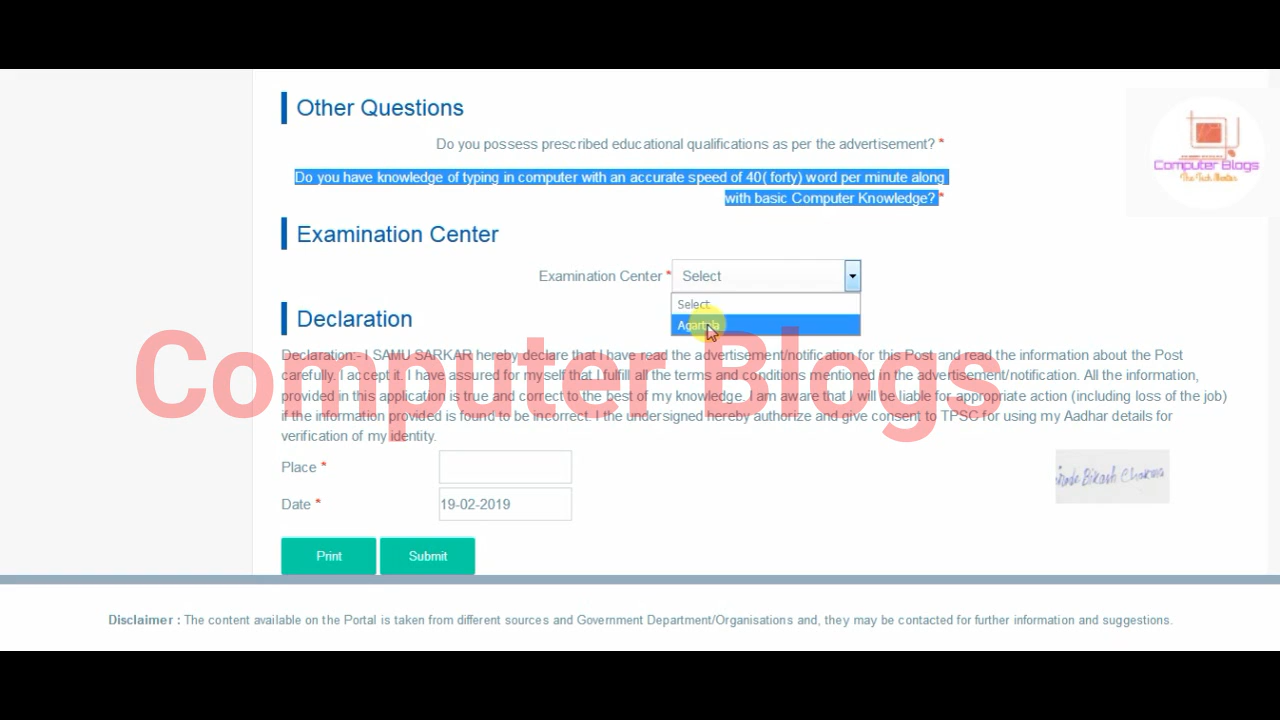 Other Questions
Do you possess prescribed educational qualifications as per the advertisement? *
Do you have knowledge of typing in computer with an accurate speed of 40( forty) word per minute along
with basic Computer Knowledge? *
Computer Blogs
The Tech Master
Examination Center
Examination Center * Select
Select
Agartala
Declaration
Declaration:- I SAMU SARKAR hereby declare that I have read the advertisement/notification for this Post and read the information about the Post
carefully. I accept it. I have assured for myself that I fulfill all the terms and conditions mentioned in the advertisement/notification. All the information,
provided in this application is true and correct to the best of my knowledge. I am aware that I will be liable for appropriate action (including loss of the job)
if the information provided is found to be incorrect. I the undersigned hereby authorize and give consent to TPSC for using my Aadhar details for
verification of my identity.
Computer Blogs
Place *
Bikash Chakma
Date * 19-02-2019
Print Submit
Disclaimer : The content available on the Portal is taken from different sources and Government Department/Organisations and, they may be contacted for further information and suggestions.